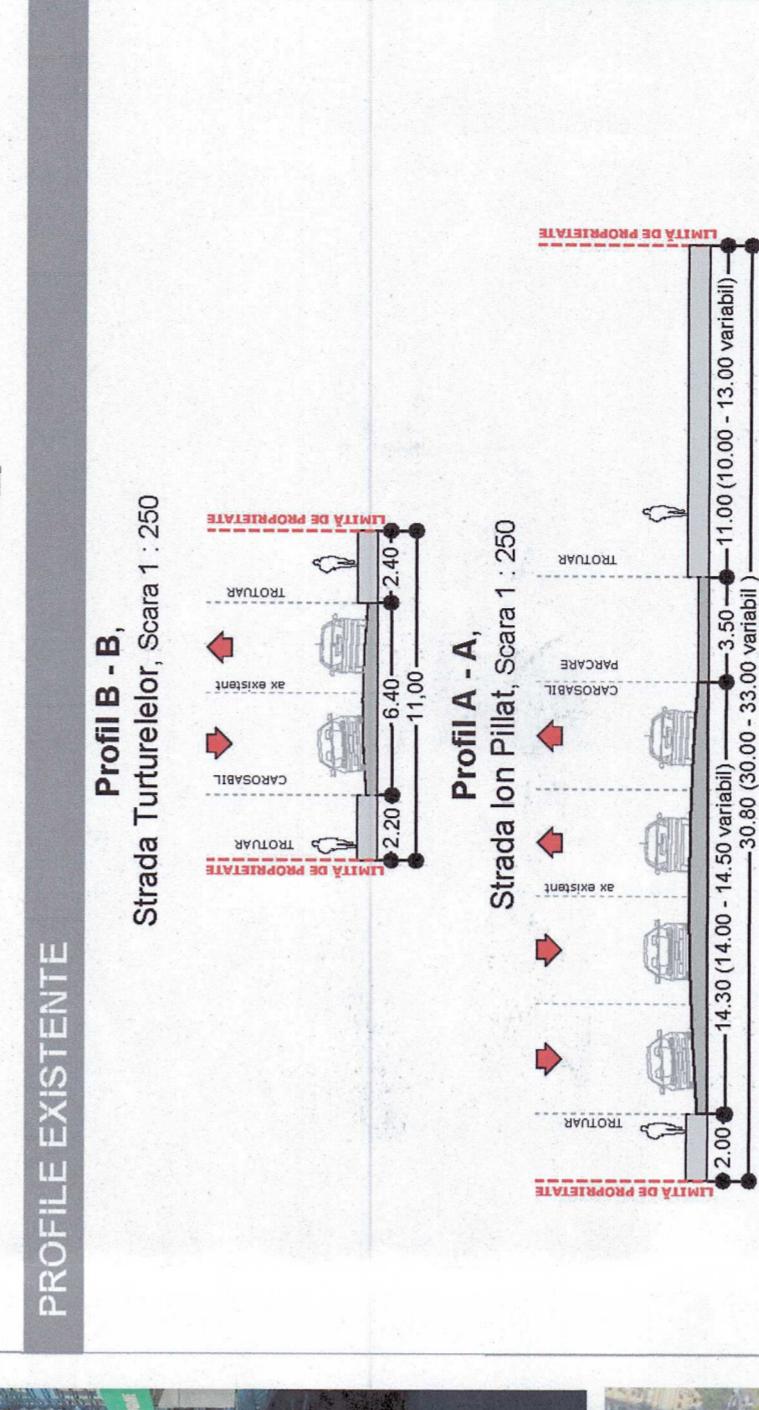 PROFILE EXISTENTE
Profil B - B,
Strada Turturelelor, Scara 1 : 250
LIMITĂ DE PROPRIETATE
TROTUAR
CAROSABIL
ax existent
TROTUAR
LIMITĂ DE PROPRIETATE
2.20 6.40 2.40
11,00
Profil A - A,
Strada Ion Pillat, Scara 1 : 250
LIMITĂ DE PROPRIETATE
TROTUAR
ax existent
CAROSABIL
PARCARE
TROTUAR
LIMITĂ DE PROPRIETATE
2.00 14.30 (14.00 - 14.50 variabil) 3.50 11.00 (10.00 - 13.00 variabil)
30.80 (30.00 - 33.00 variabil )